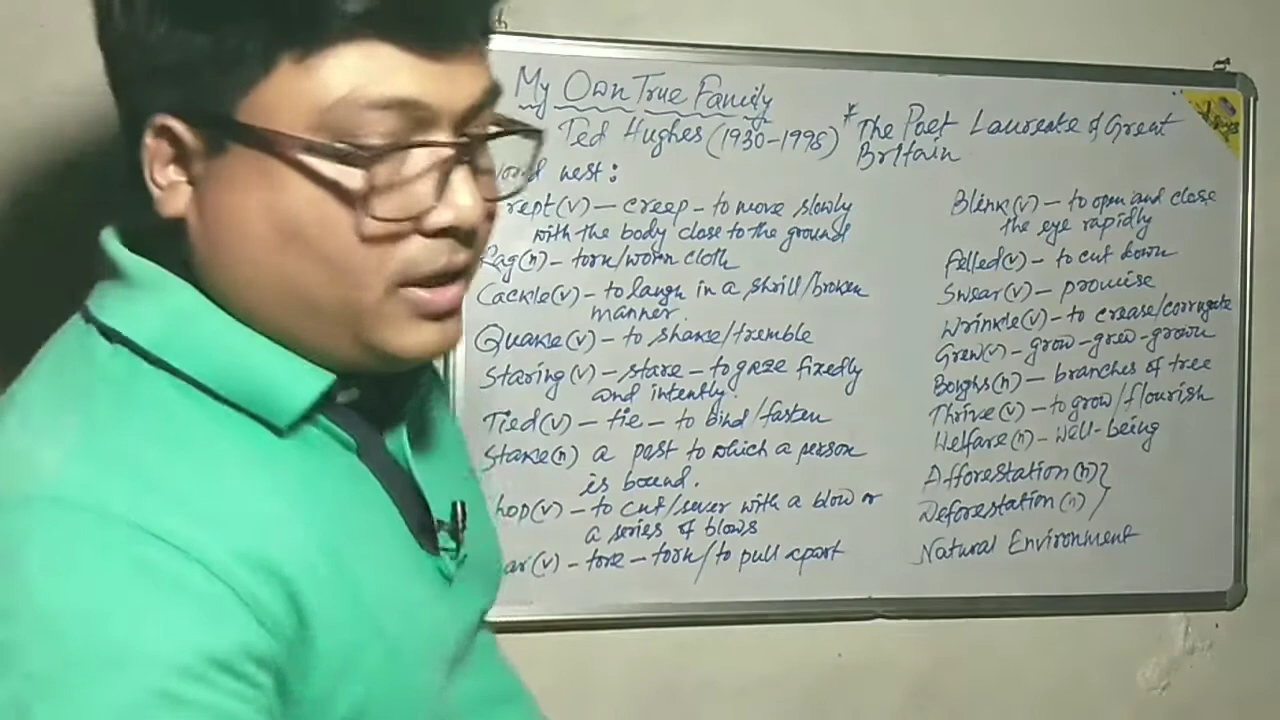 My Own True Family
Ted Hughes (1930-1998) * The Poet Laureate of Great
Britain
word nest:
rept(v) — creep - to move slowly
with the body close to the ground
Rag(n) - torn/worn cloth
Cackle(v) - to laugh in a shrill/broken
manner.
Quake(v) - to shake/tremble
Staring(v) - stare - to gaze fixedly
and intently.
Tied(v) - tie - to bind/fasten
Stake(n) a post to which a person
is bound.
hop(v) - to cut/sever with a blow or
a series of blows
ear(v) - tore - torn/to pull apart
Blink(v) - to open and close
the eye rapidly
Felled(v) - to cut down
Swear(v) - promise
Wrinkle(v) - to crease/corrugate
Grew(v) - grow - grew - grown
Boughs(n) - branches of tree
Thrive(v) - to grow/flourish
Welfare(n) - Well-being
Afforestation(n) }
Deforestation(n)
Natural Environment